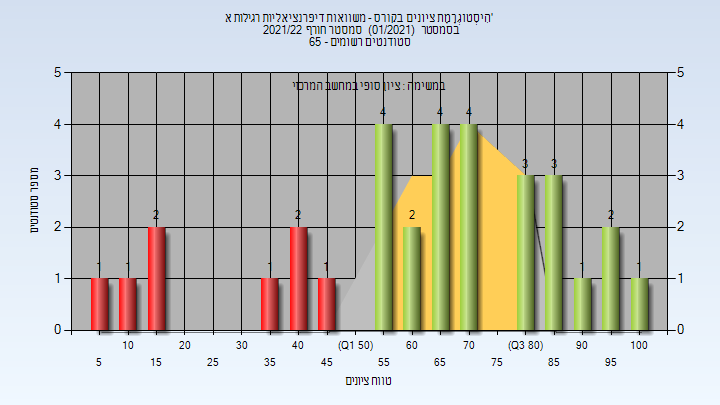 היסטוגרמת ציונים בקורס - משוואות דיפרנציאליות רגילות א'
בסמסטר (01/2021) סמסטר חורף 2021/22
סטודנטים רשומים - 65
במשימה : ציון סופי במחשב המרכזי
מספר סטודנטים
5 5
4 4
3 3
2 2
1 1
0 0
1 1 2 1 2 1 4 2 4 4 3 3 1 2 1
10 20 30 40 (Q1 50) 60 70 (Q3 80) 90 100
5 15 25 35 45 55 65 75 85 95
טווח ציונים